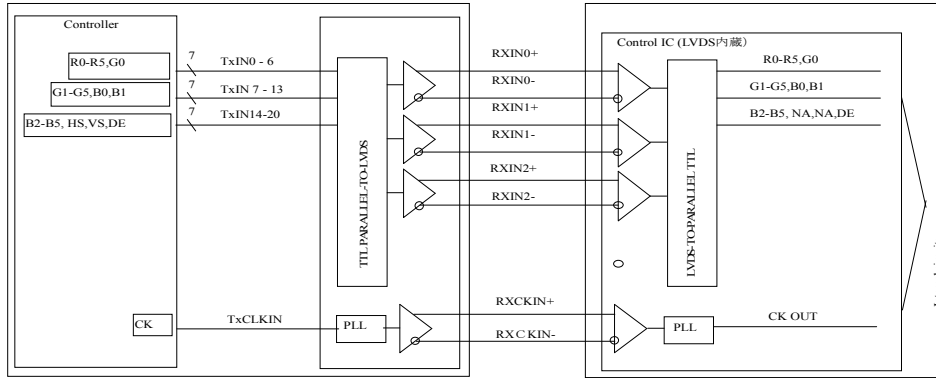 Controller
R0-R5,G0
G1-G5,B0,B1
B2-B5, HS,VS,DE
CK
7
TxIN0 - 6
7
TxIN 7 - 13
7
TxIN14-20
TxCLKIN
TTL PARALLEL-TO-LVDS
PLL
RXIN0+
RXIN0-
RXIN1+
RXIN1-
RXIN2+
RXIN2-
RXCKIN+
RXCKIN-
Control IC (LVDS内蔵)
LVDS-TO-PARALLEL TTL
PLL
R0-R5,G0
G1-G5,B0,B1
B2-B5, NA,NA,DE
CK OUT